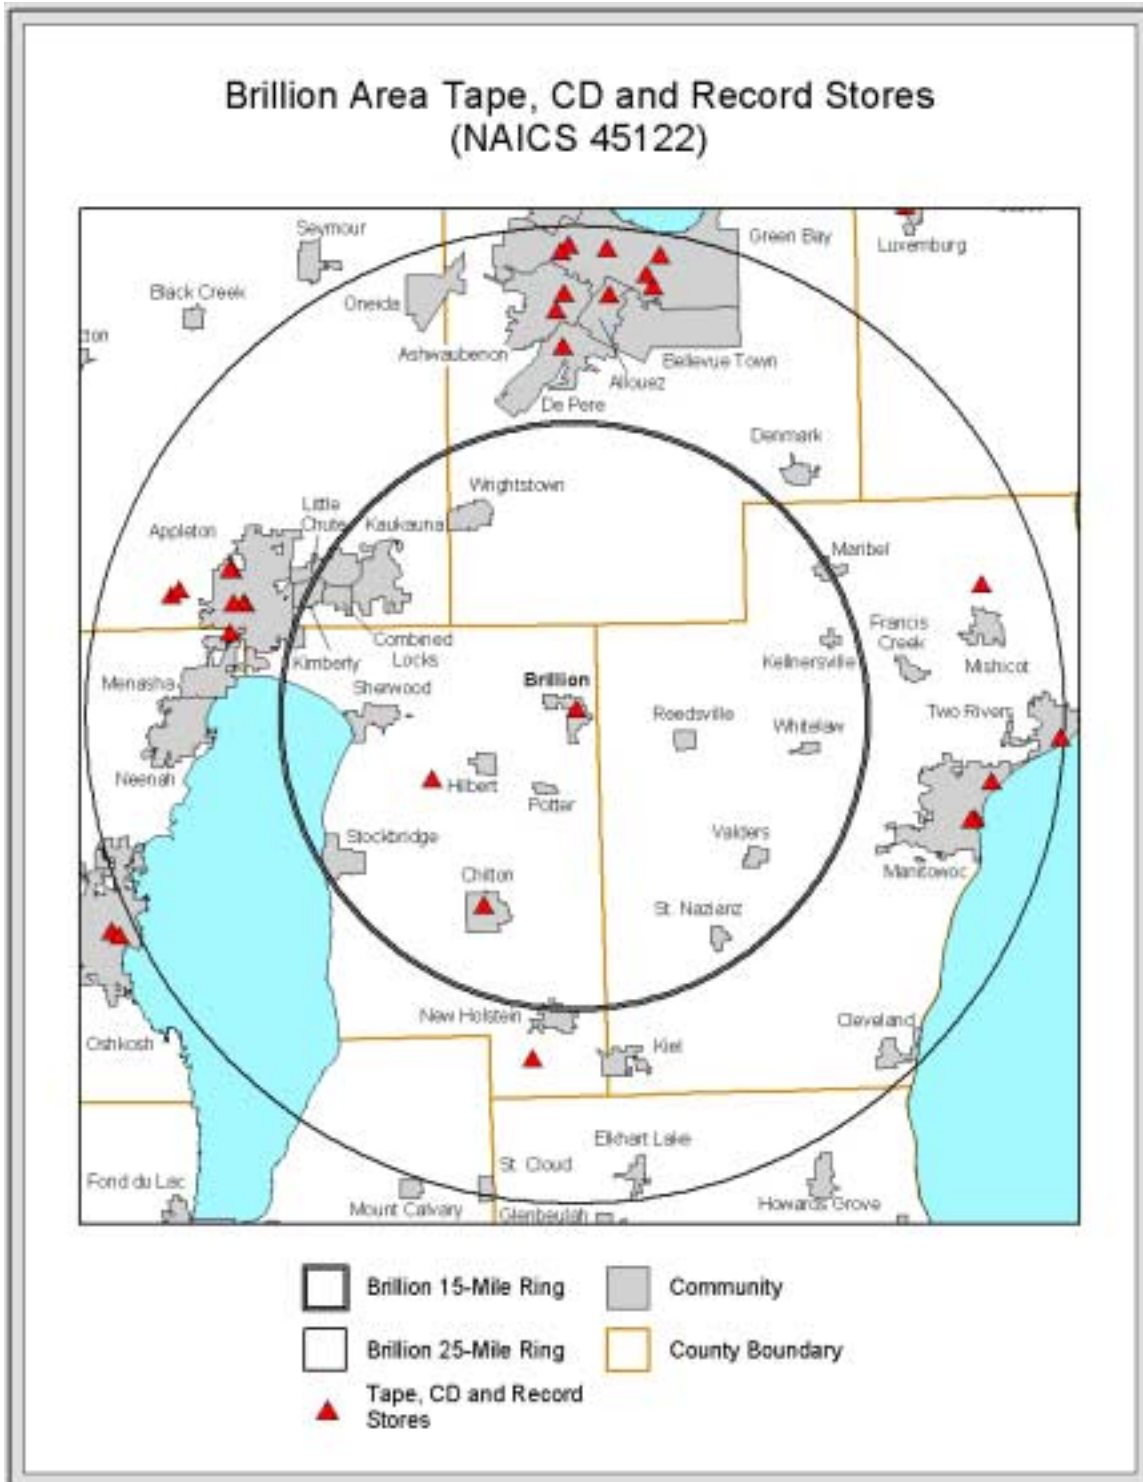 Brillion Area Tape, CD and Record Stores
(NAICS 45122)
Seymour
Green Bay
Luxemburg
Black Creek
Oneida
ton
Ashwaubenon
Bellevue Town
Allouez
De Pere
Denmark
Wrightstown
Little
Chute
Kaukauna
Appleton
Maribel
Francis
Creek
Combined
Locks
Kimberly
Kellnersville
Mishicot
Menasha
Sherwood
Brillion
Reedsville
Whitelaw
Two Rivers
Neenah
Hilbert
Potter
Stockbridge
Valders
Manitowoc
Chilton
St. Nazianz
New Holstein
Cleveland
Oshkosh
Kiel
Elkhart Lake
St. Cloud
Fond du Lac
Mount Calvary
Glenbeulah
Howards Grove
Brillion 15-Mile Ring
Community
Brillion 25-Mile Ring
County Boundary
Tape, CD and Record
Stores